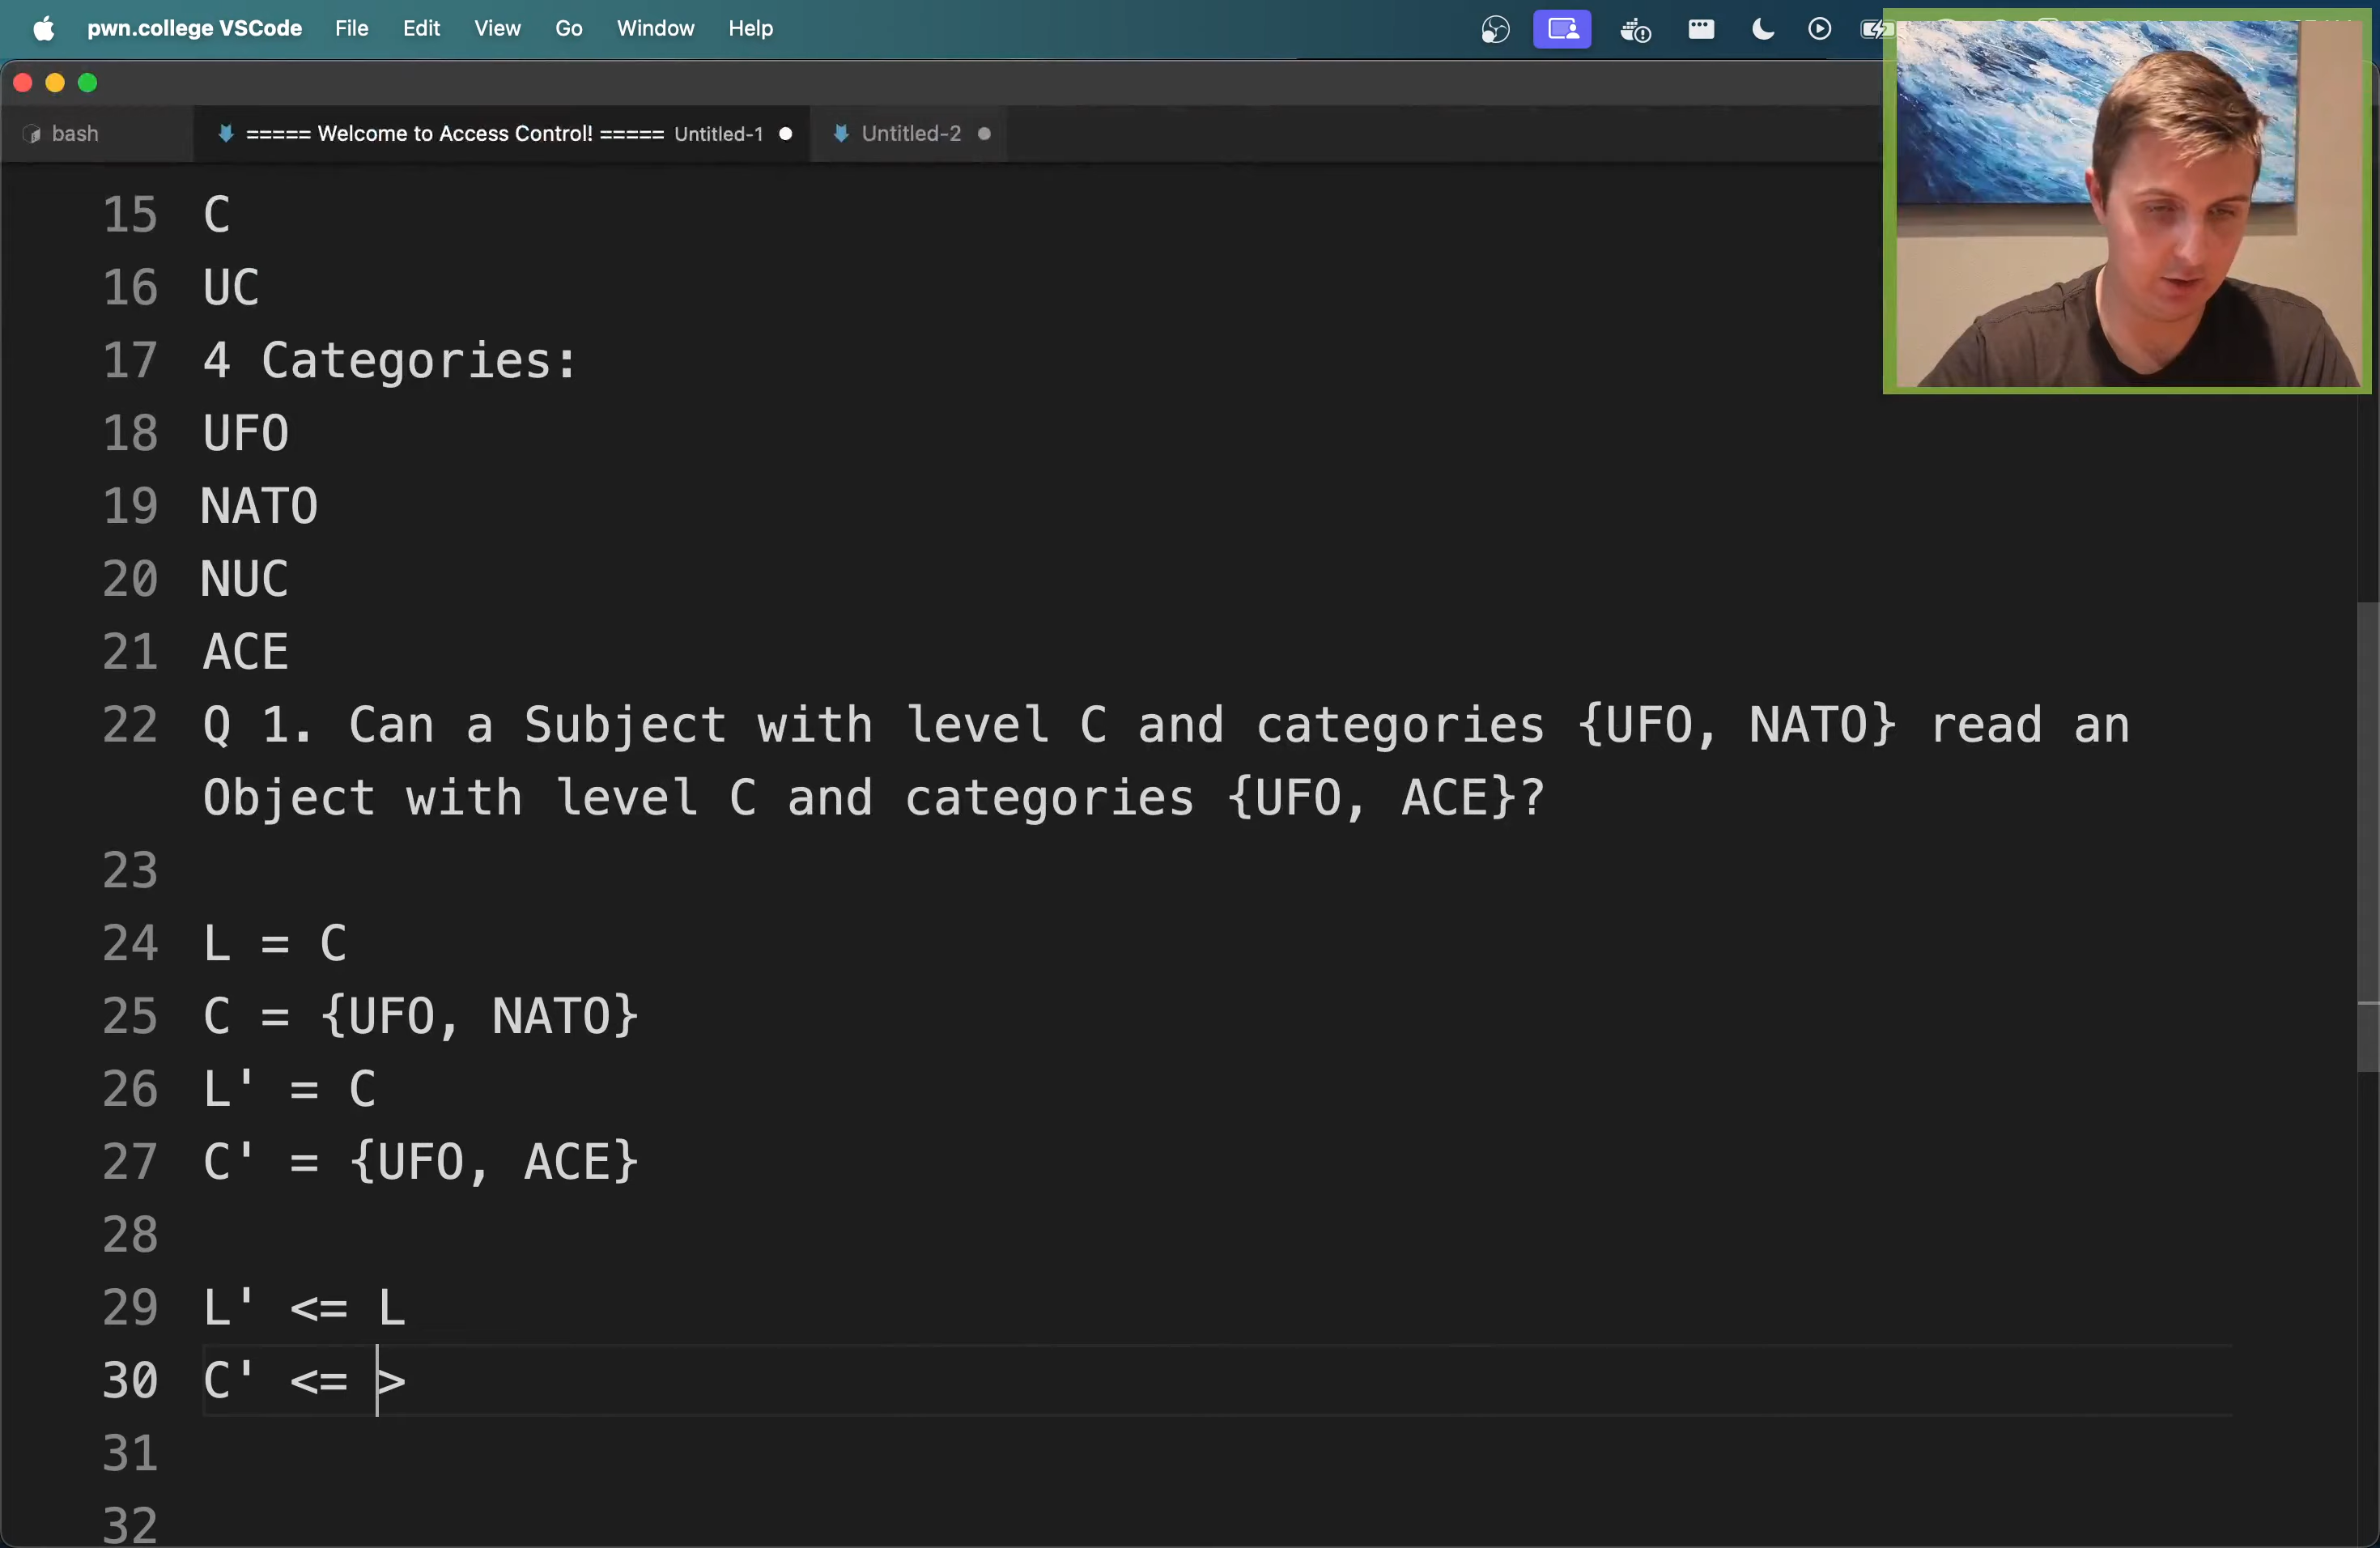 pwn.college VSCode File Edit View Go Window Help
bash ===== Welcome to Access Control! ===== Untitled-1 Untitled-2
15 C
16 UC
17 4 Categories:
18 UFO
19 NATO
20 NUC
21 ACE
22 Q 1. Can a Subject with level C and categories {UFO, NATO} read an
Object with level C and categories {UFO, ACE}?
23
24 L = C
25 C = {UFO, NATO}
26 L' = C
27 C' = {UFO, ACE}
28
29 L' <= L
30 C' <= >
31
32